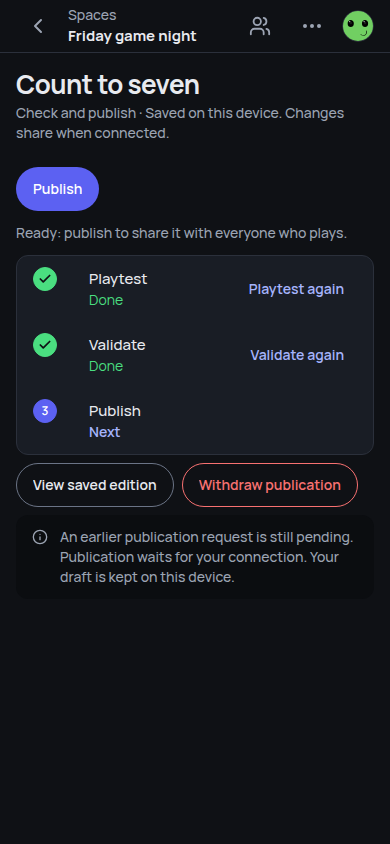 Spaces
Friday game night
Count to seven
Check and publish · Saved on this device. Changes
share when connected.
Publish
Ready: publish to share it with everyone who plays.
Playtest
Done
Playtest again
Validate
Done
Validate again
3
Publish
Next
View saved edition
Withdraw publication
An earlier publication request is still pending.
Publication waits for your connection. Your
draft is kept on this device.